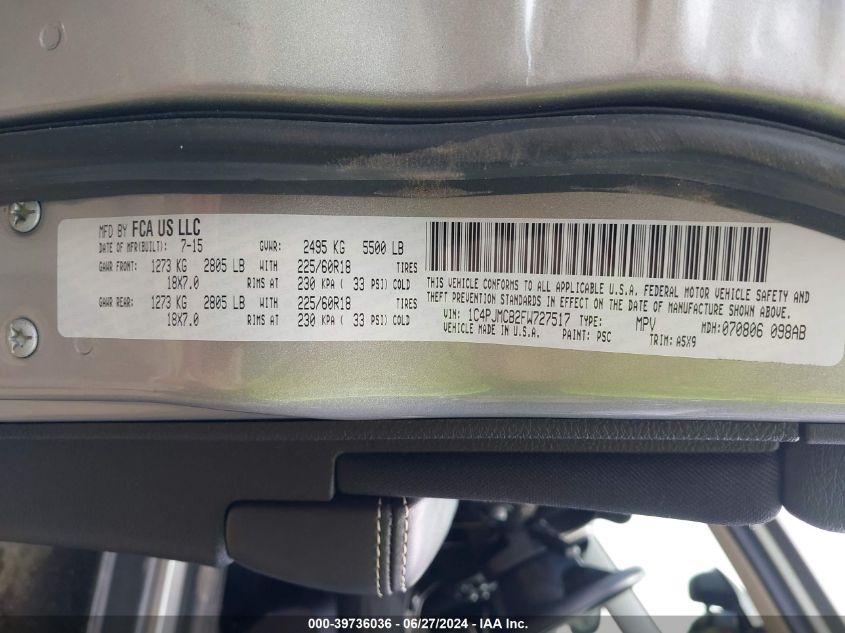 MFD BY FCA US LLC
DATE OF MFR(BUILT): 7-15 GVWR: 2495 KG 5500 LB
GAWR FRONT: 1273 KG 2805 LB WITH 225/60R18 TIRES
18X7.0 RIMS AT 230 KPA ( 33 PSI) COLD
GAWR REAR: 1273 KG 2805 LB WITH 225/60R18 TIRES
18X7.0 RIMS AT 230 KPA ( 33 PSI) COLD
THIS VEHICLE CONFORMS TO ALL APPLICABLE U.S.A. FEDERAL MOTOR VEHICLE SAFETY AND
THEFT PREVENTION STANDARDS IN EFFECT ON THE DATE OF MANUFACTURE SHOWN ABOVE.
VIN: 1C4PJMCB2FW727517 TYPE: MPV MDH:070806 098AB
VEHICLE MADE IN U.S.A. PAINT: PSC TRIM: A5X9
000-39736036 - 06/27/2024 - IAA Inc.